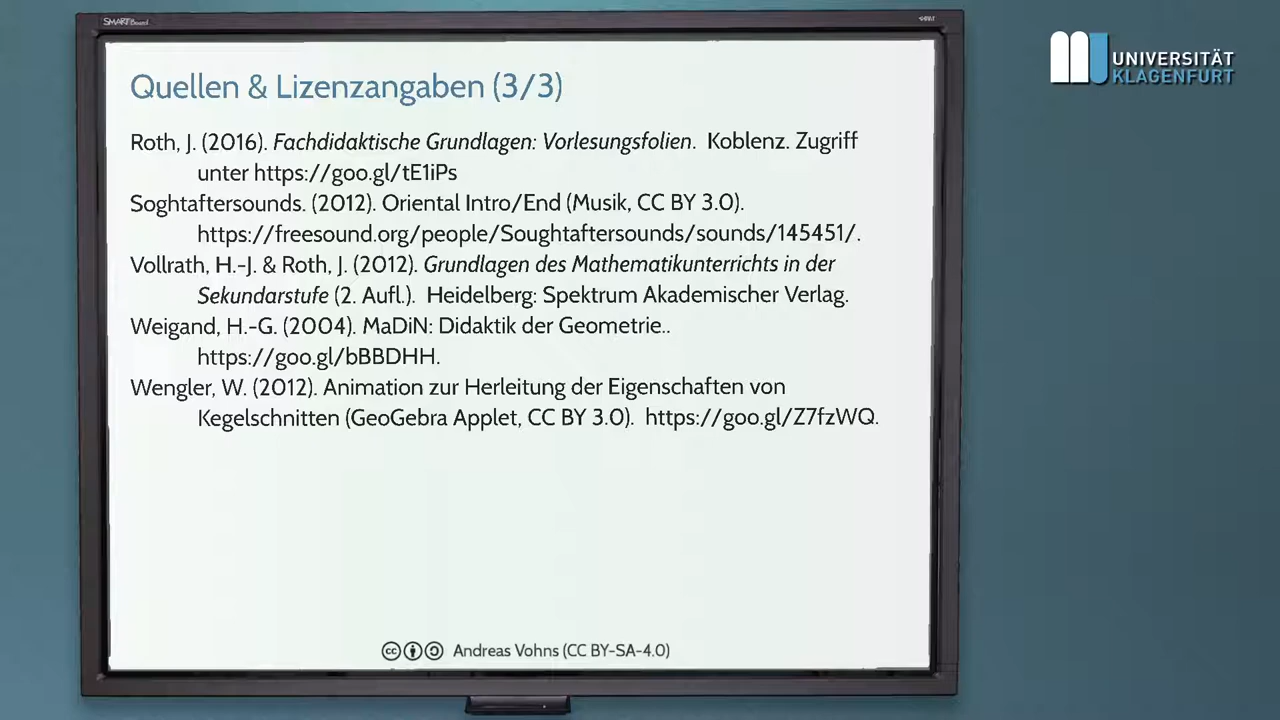 SMART Board
UNIVERSITÄT
KLAGENFURT
Quellen & Lizenzangaben (3/3)
Roth, J. (2016). Fachdidaktische Grundlagen: Vorlesungsfolien. Koblenz. Zugriff
unter https://goo.gl/tE1iPs
Soghtaftersounds. (2012). Oriental Intro/End (Musik, CC BY 3.0).
https://freesound.org/people/Soughtaftersounds/sounds/145451/.
Vollrath, H.-J. & Roth, J. (2012). Grundlagen des Mathematikunterrichts in der
Sekundarstufe (2. Aufl.). Heidelberg: Spektrum Akademischer Verlag.
Weigand, H.-G. (2004). MaDiN: Didaktik der Geometrie..
https://goo.gl/bBBDHH.
Wengler, W. (2012). Animation zur Herleitung der Eigenschaften von
Kegelschnitten (GeoGebra Applet, CC BY 3.0). https://goo.gl/Z7fzWQ.
Andreas Vohns (CC BY-SA-4.0)